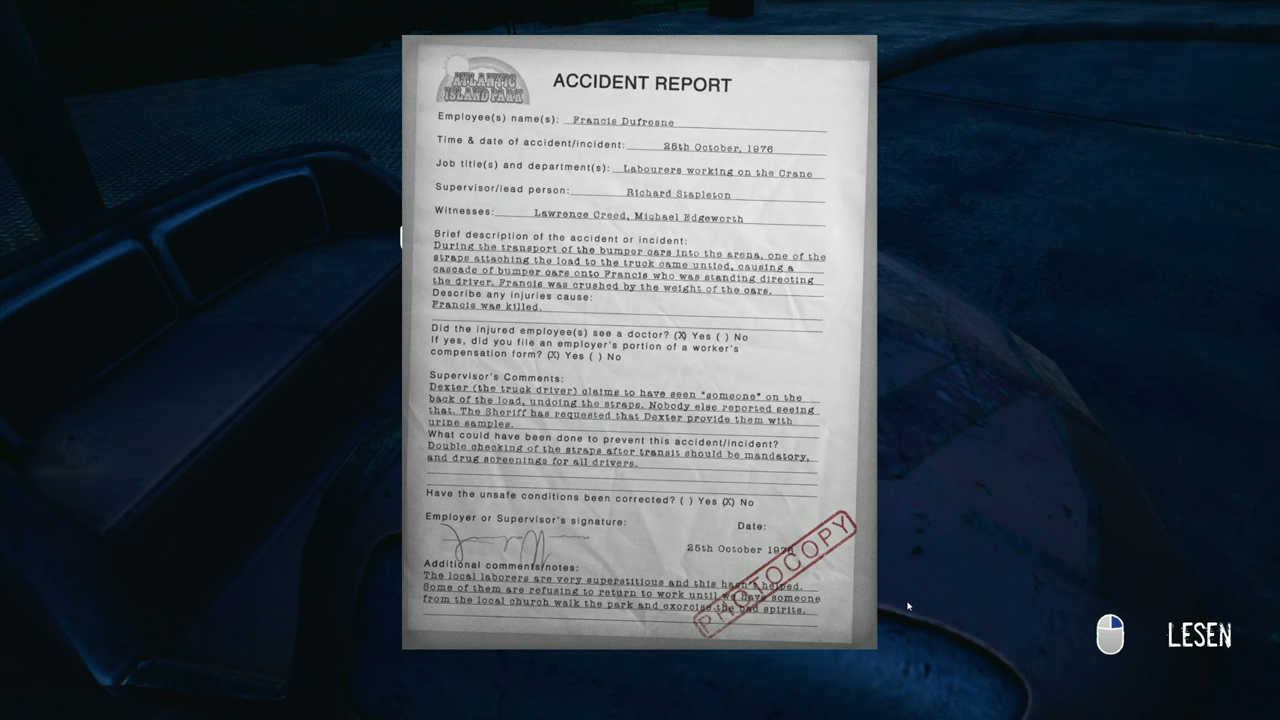 ATLANTIC
ISLAND PARK
ACCIDENT REPORT
Employee(s) name(s): Francis Dufresne
Time & date of accident/incident: 25th October, 1976
Job title(s) and department(s): Labourers working on the Crane
Supervisor/lead person: Richard Stapleton
Witnesses: Lawrence Creed, Michael Edgeworth
Brief description of the accident or incident:
During the transport of the bumper cars into the arena, one of the
straps attaching the load to the truck came untied, causing a
cascade of bumper cars onto Francis who was standing directing
the driver. Francis was crushed by the weight of the cars.
Describe any injuries cause:
Francis was killed.
Did the injured employee(s) see a doctor? (X) Yes ( ) No
If yes, did you file an employer's portion of a worker's
compensation form? (X) Yes ( ) No
Supervisor's Comments:
Dexter (the truck driver) claims to have seen "someone" on the
back of the load, undoing the straps. Nobody else reported seeing
that. The Sheriff has requested that Dexter provide them with
urine samples.
What could have been done to prevent this accident/incident?
Double checking of the straps after transit should be mandatory,
and drug screenings for all drivers.
Have the unsafe conditions been corrected? ( ) Yes (X) No
Employer or Supervisor's signature:
Date:
25th October 1976
PHOTOCOPY
Additional comments/notes:
The local laborers are very superstitious and this hasn't helped.
Some of them are refusing to return to work until we have someone
from the local church walk the park and exorcise the bad spirits.
LESEN